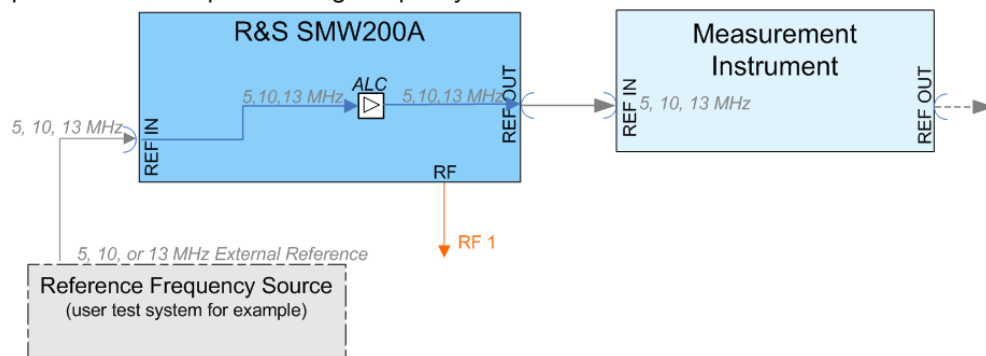 R&S SMW200A
Measurement
Instrument
ALC
5,10,13 MHz
5,10,13 MHz
REF OUT
REF IN
5, 10, 13 MHz
REF OUT
5, 10, 13 MHz
REF IN
RF
RF 1
5, 10, or 13 MHz External Reference
Reference Frequency Source
(user test system for example)